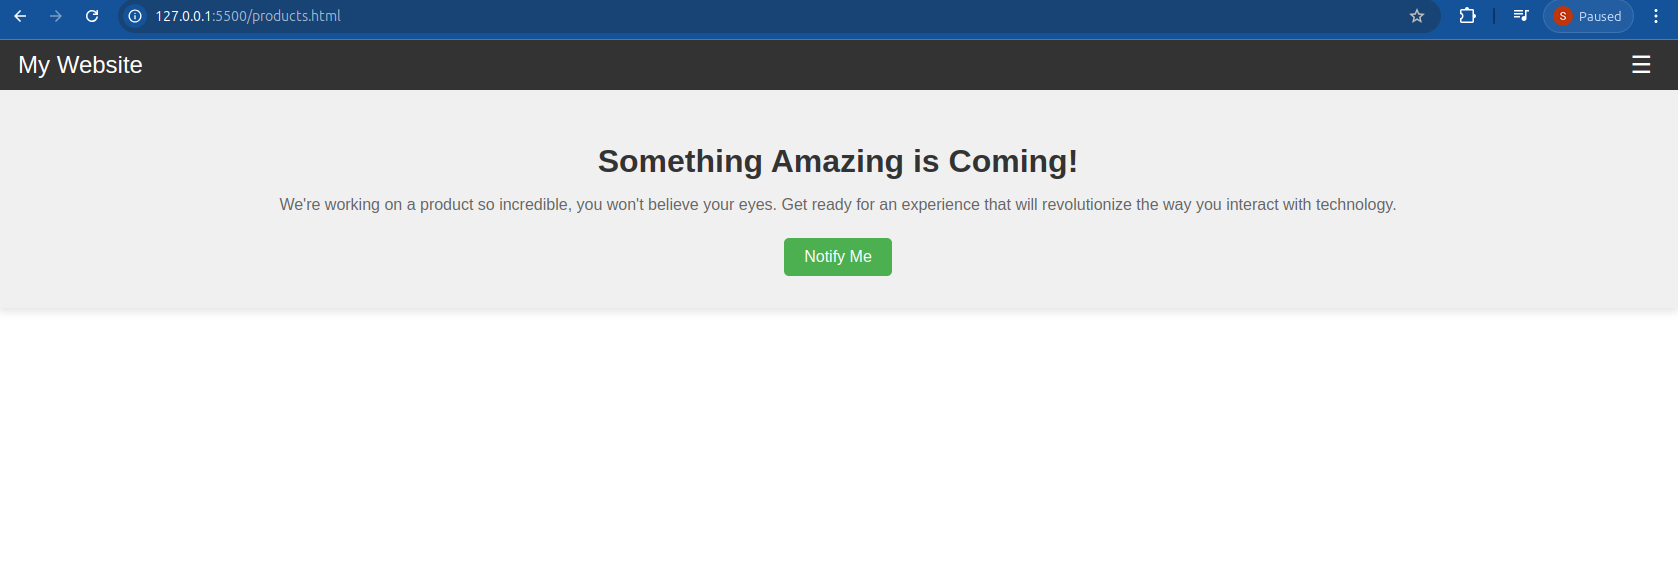 127.0.0.1:5500/products.html
S Paused
My Website
Something Amazing is Coming!
We're working on a product so incredible, you won't believe your eyes. Get ready for an experience that will revolutionize the way you interact with technology.
Notify Me